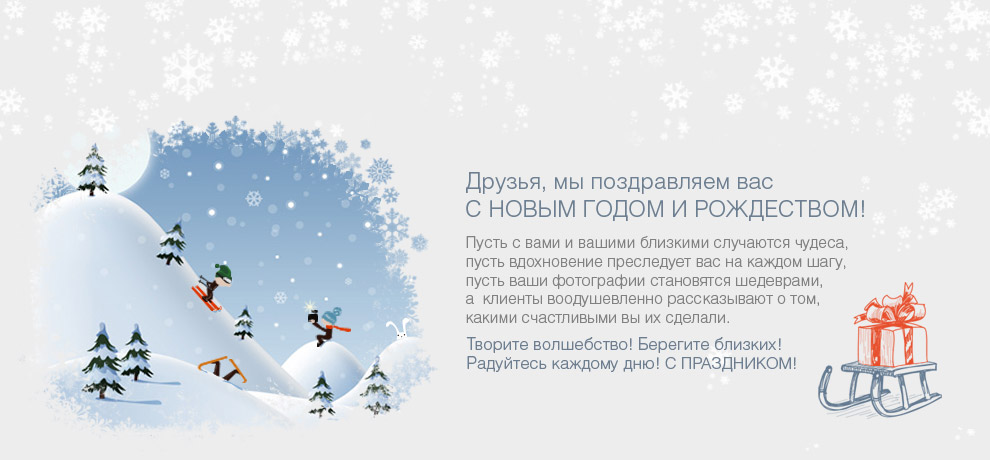 Друзья, мы поздравляем вас
С НОВЫМ ГОДОМ И РОЖДЕСТВОМ!
Пусть с вами и вашими близкими случаются чудеса,
пусть вдохновение преследует вас на каждом шагу,
пусть ваши фотографии становятся шедеврами,
а клиенты воодушевленно рассказывают о том,
какими счастливыми вы их сделали.
Творите волшебство! Берегите близких!
Радуйтесь каждому дню! С ПРАЗДНИКОМ!